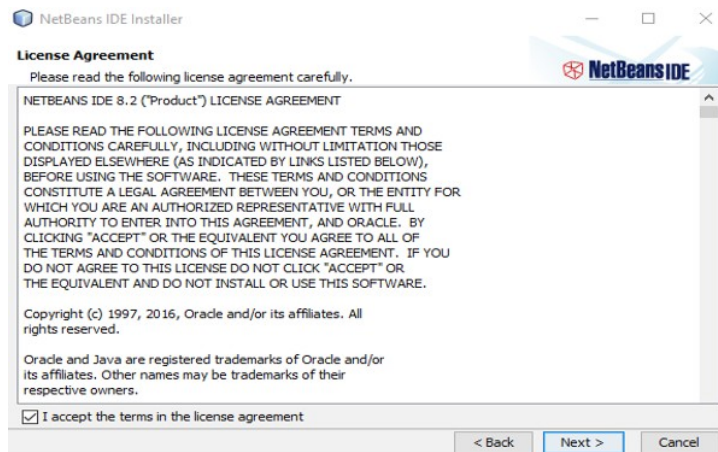 NetBeans IDE Installer
License Agreement
Please read the following license agreement carefully.
NetBeans IDE
NETBEANS IDE 8.2 ("Product") LICENSE AGREEMENT
PLEASE READ THE FOLLOWING LICENSE AGREEMENT TERMS AND
CONDITIONS CAREFULLY, INCLUDING WITHOUT LIMITATION THOSE
DISPLAYED ELSEWHERE (AS INDICATED BY LINKS LISTED BELOW),
BEFORE USING THE SOFTWARE. THESE TERMS AND CONDITIONS
CONSTITUTE A LEGAL AGREEMENT BETWEEN YOU, OR THE ENTITY FOR
WHICH YOU ARE AN AUTHORIZED REPRESENTATIVE WITH FULL
AUTHORITY TO ENTER INTO THIS AGREEMENT, AND ORACLE. BY
CLICKING "ACCEPT" OR THE EQUIVALENT YOU AGREE TO ALL OF
THE TERMS AND CONDITIONS OF THIS LICENSE AGREEMENT. IF YOU
DO NOT AGREE TO THIS LICENSE DO NOT CLICK "ACCEPT" OR
THE EQUIVALENT AND DO NOT INSTALL OR USE THIS SOFTWARE.
Copyright (c) 1997, 2016, Oracle and/or its affiliates. All
rights reserved.
Oracle and Java are registered trademarks of Oracle and/or
its affiliates. Other names may be trademarks of their
respective owners.
I accept the terms in the license agreement
< Back
Next >
Cancel